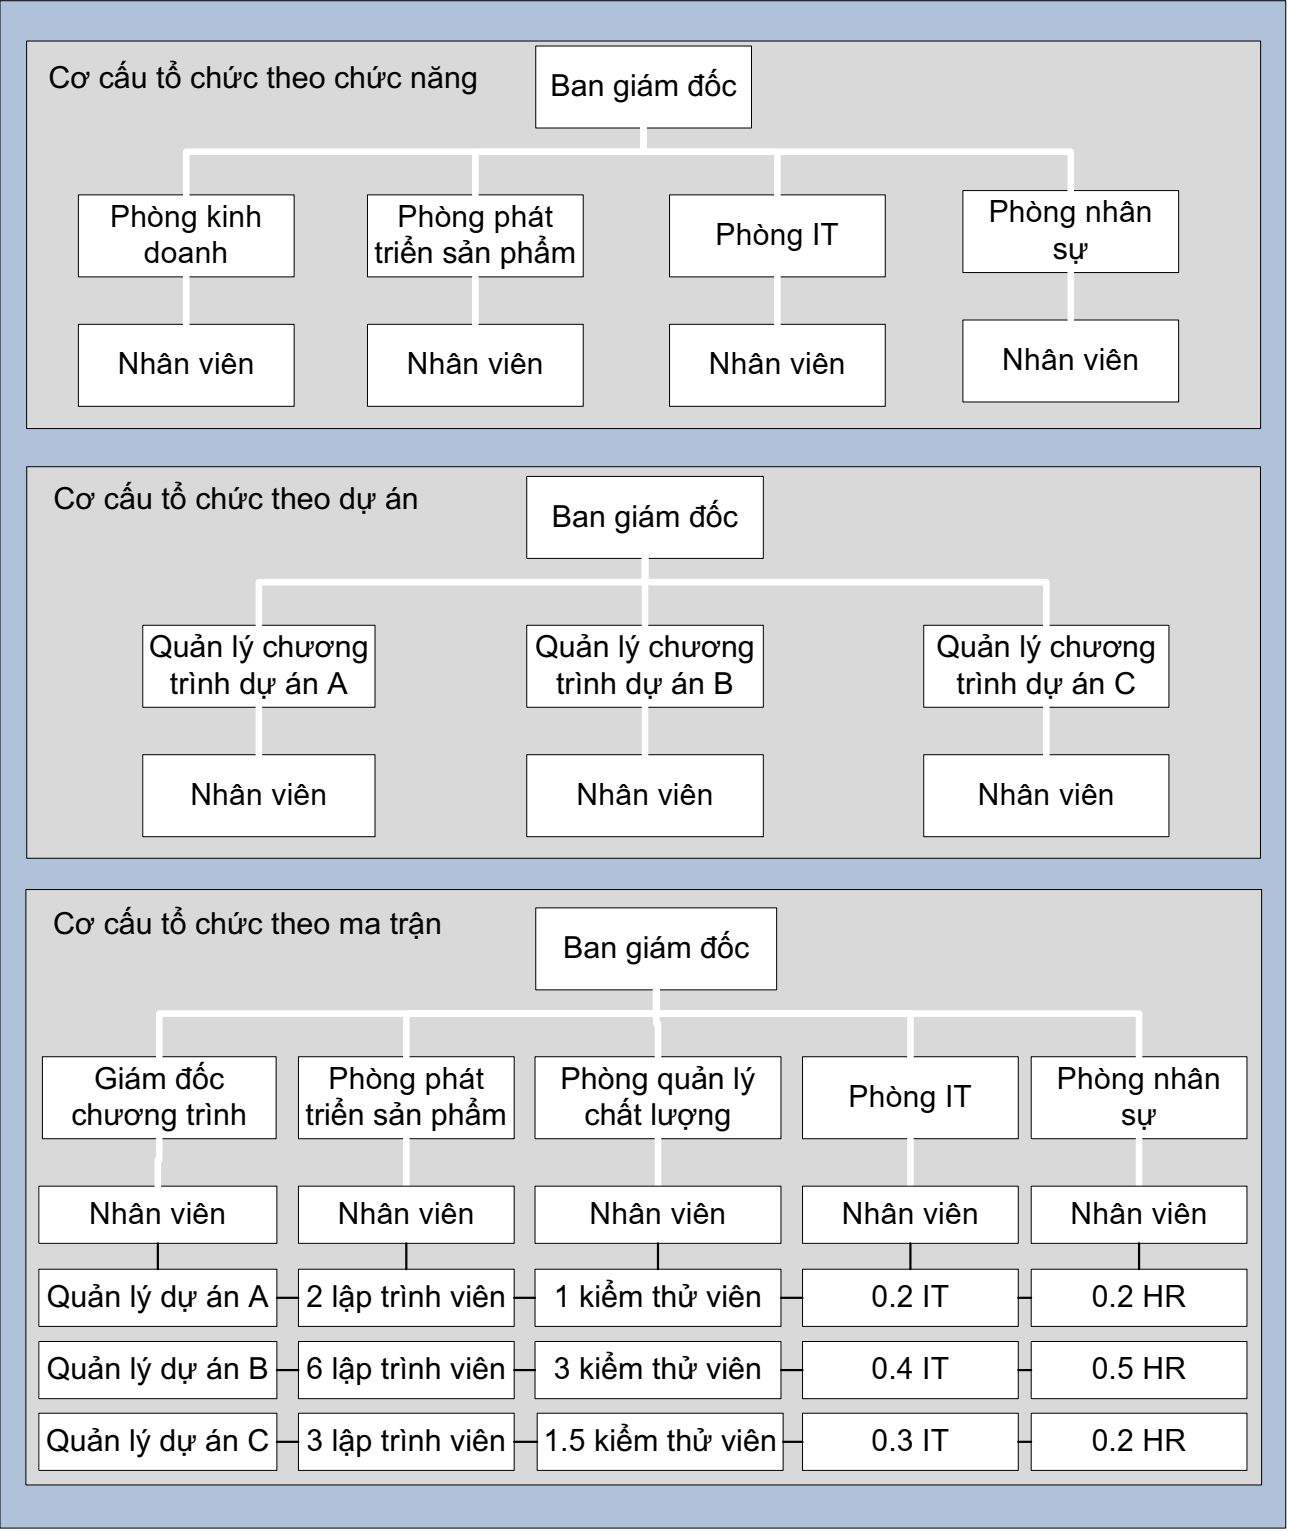 Cơ cấu tổ chức theo chức năng
Ban giám đốc
Phòng kinh
doanh
Phòng phát
triển sản phẩm
Phòng IT
Phòng nhân
sự
Nhân viên
Nhân viên
Nhân viên
Nhân viên
Cơ cấu tổ chức theo dự án
Ban giám đốc
Quản lý chương
trình dự án A
Quản lý chương
trình dự án B
Quản lý chương
trình dự án C
Nhân viên
Nhân viên
Nhân viên
Cơ cấu tổ chức theo ma trận
Ban giám đốc
Giám đốc
chương trình
Phòng phát
triển sản phẩm
Phòng quản lý
chất lượng
Phòng IT
Phòng nhân
sự
Nhân viên
Nhân viên
Nhân viên
Nhân viên
Nhân viên
Quản lý dự án A
2 lập trình viên
1 kiểm thử viên
0.2 IT
0.2 HR
Quản lý dự án B
6 lập trình viên
3 kiểm thử viên
0.4 IT
0.5 HR
Quản lý dự án C
3 lập trình viên
1.5 kiểm thử viên
0.3 IT
0.2 HR